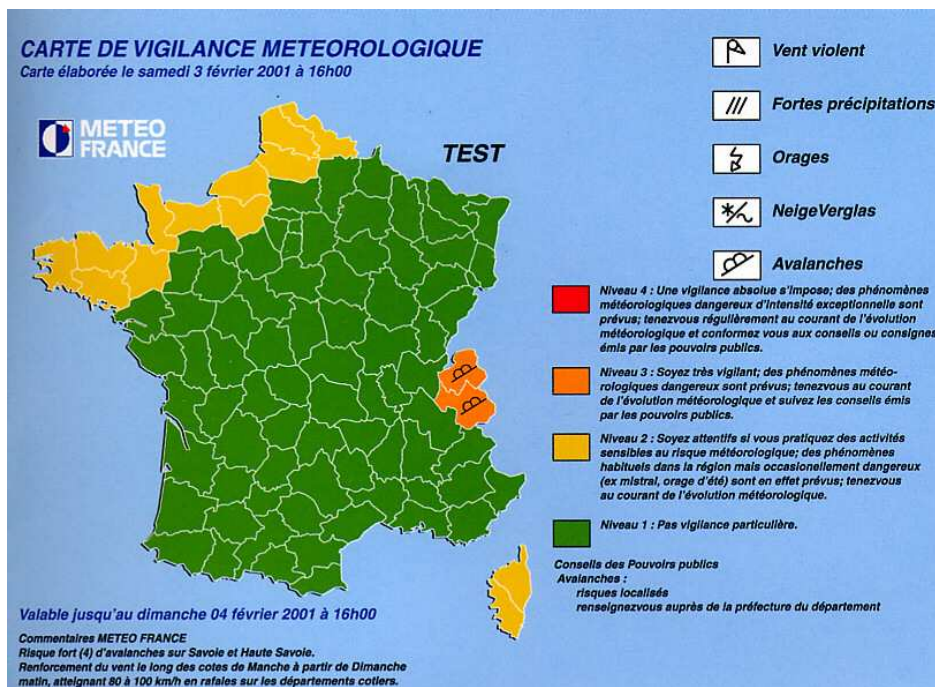 CARTE DE VIGILANCE METEOROLOGIQUE
Carte élaborée le samedi 3 février 2001 à 16h00
METEO
FRANCE
TEST
Vent violent
Fortes précipitations
Orages
NeigeVerglas
Avalanches
Niveau 4 : Une vigilance absolue s'impose; des phénomènes
météorologiques dangereux d'intensité exceptionnelle sont
prévus; tenezvous régulièrement au courant de l'évolution
météorologique et conformez vous aux conseils ou consignes
émis par les pouvoirs publics.
Niveau 3 : Soyez très vigilant; des phénomènes météo-
rologiques dangereux sont prévus; tenezvous au courant
de l'évolution météorologique et suivez les conseils émis
par les pouvoirs publics.
Niveau 2 : Soyez attentifs si vous pratiquez des activités
sensibles au risque météorologique; des phénomènes
habituels dans la région mais occasionellement dangereux
(ex mistral, orage d'été) sont en effet prévus; tenezvous
au courant de l'évolution météorologique.
Niveau 1 : Pas vigilance particulière.
Conseils des Pouvoirs publics
Avalanches :
risques localisés
renseignezvous auprès de la préfecture du département
Valable jusqu'au dimanche 04 février 2001 à 16h00
Commentaires METEO FRANCE
Risque fort (4) d'avalanches sur Savoie et Haute Savoie.
Renforcement du vent le long des cotes de Manche à partir de Dimanche
matin, atteignant 80 à 100 km/h en rafales sur les départements cotiers.